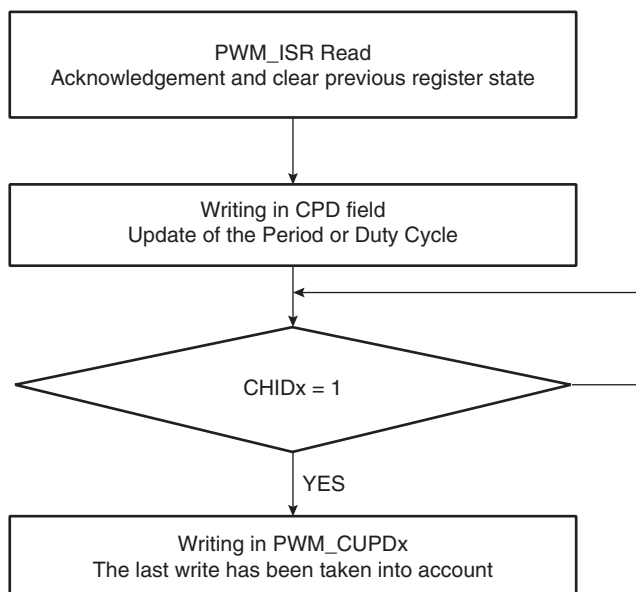 PWM_ISR Read
Acknowledgement and clear previous register state
Writing in CPD field
Update of the Period or Duty Cycle
CHIDx = 1
YES
Writing in PWM_CUPDx
The last write has been taken into account